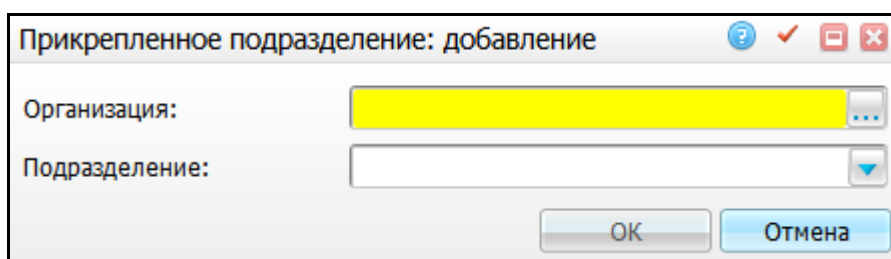 Прикрепленное подразделение: добавление
Организация:
...
Подразделение:
ОК Отмена